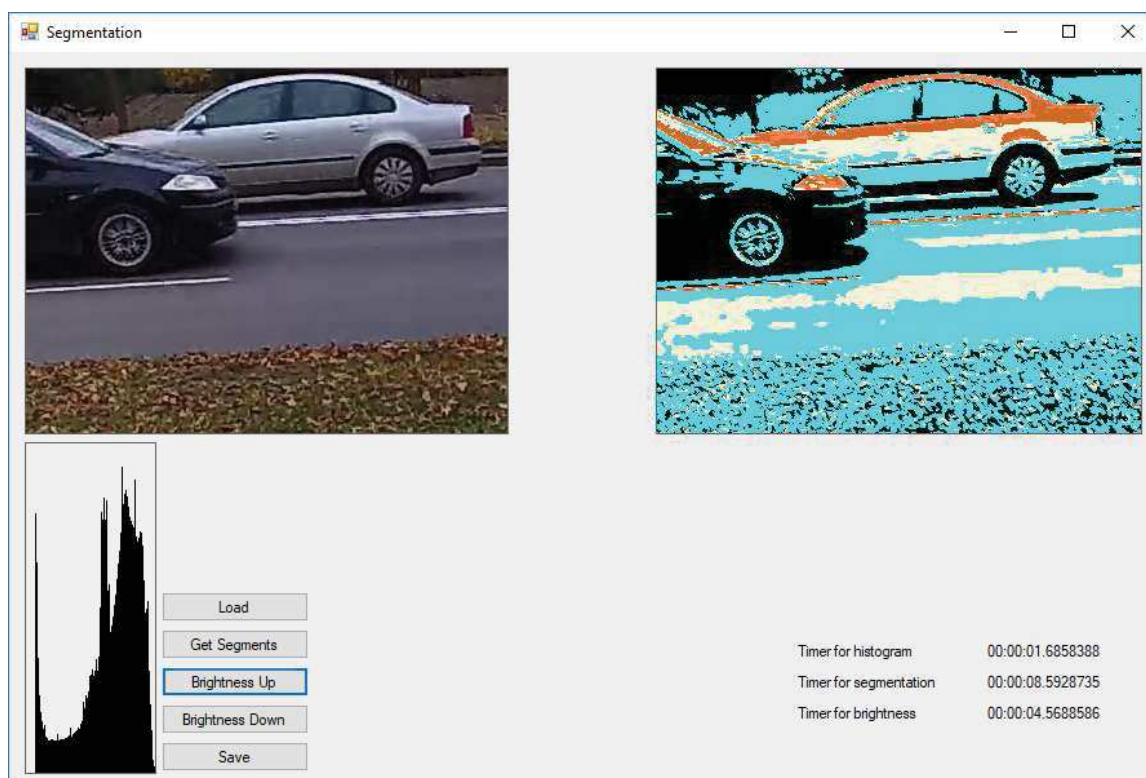 Segmentation
Load
Get Segments
Brightness Up
Brightness Down
Save
Timer for histogram 00:00:01.6858388
Timer for segmentation 00:00:08.5928735
Timer for brightness 00:00:04.5688586